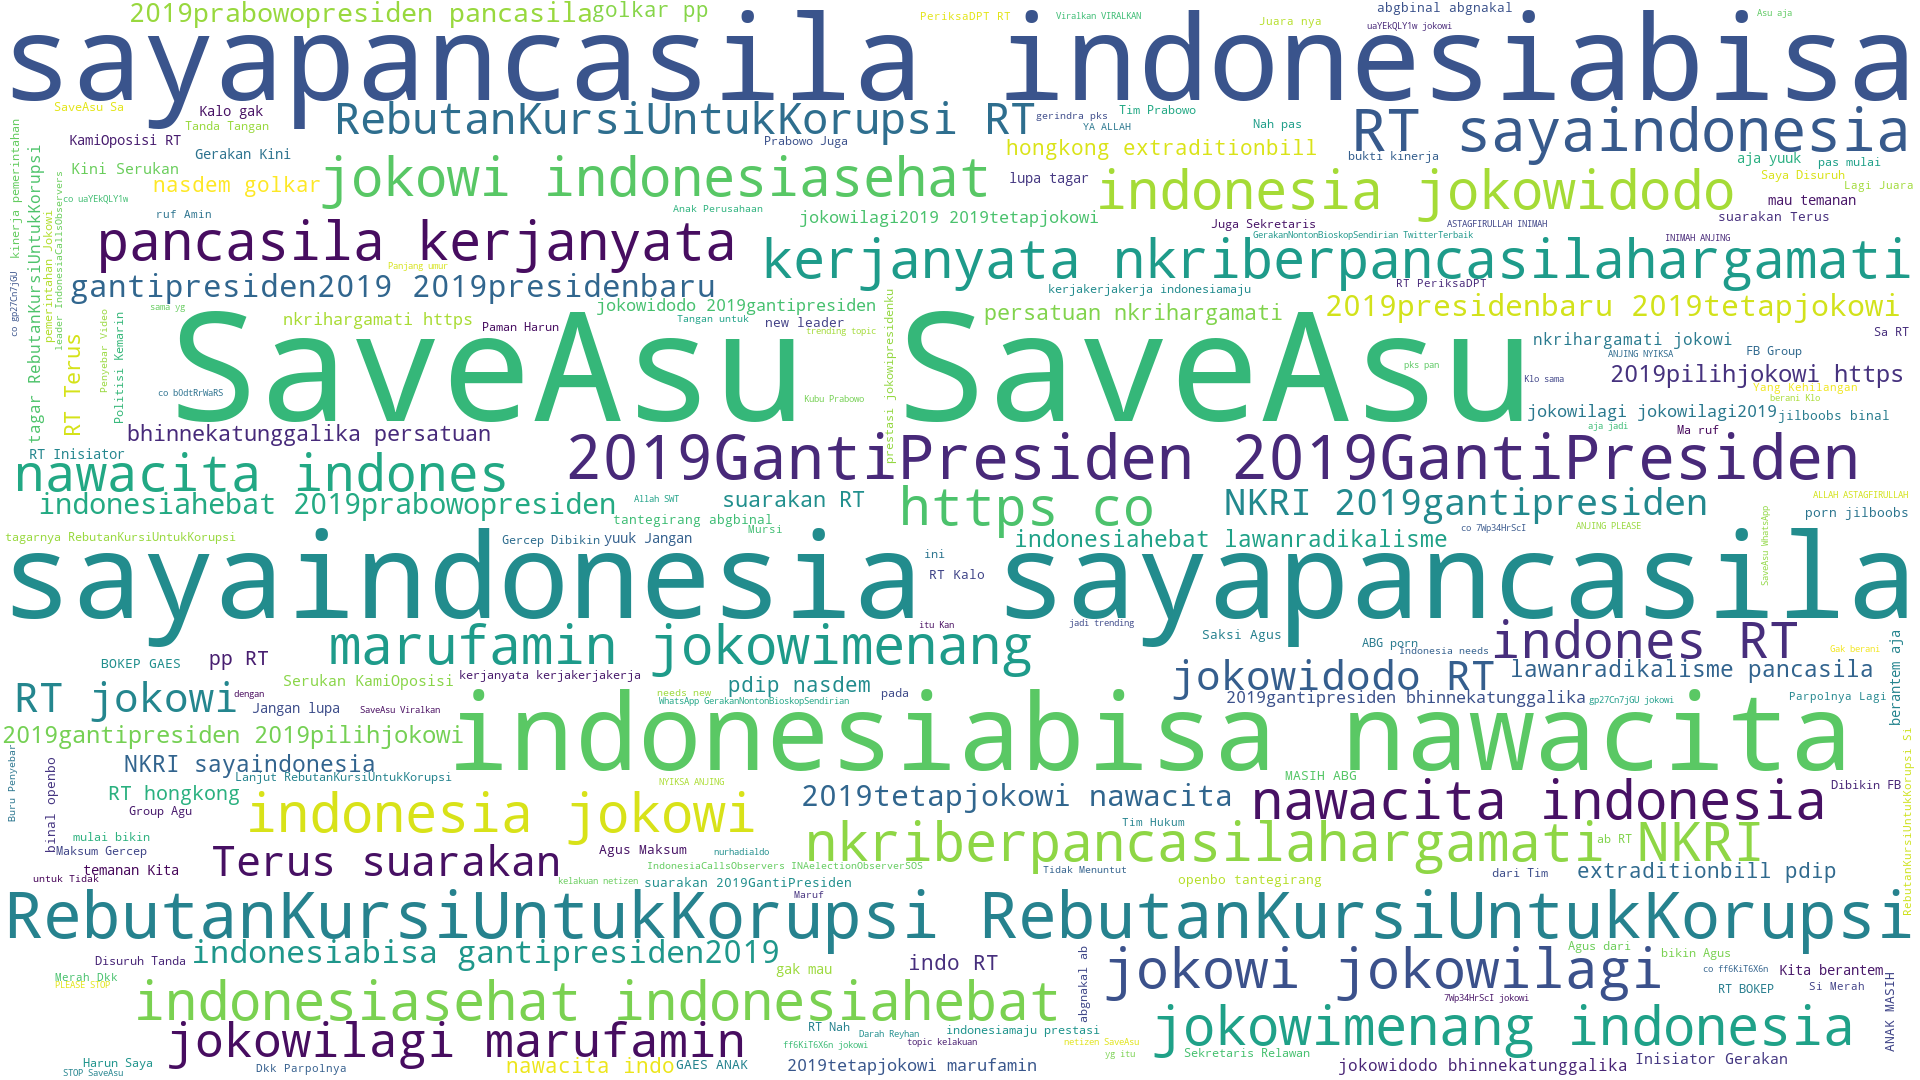 2019prabowopresiden pancasila
golkar pp
PeriksaDPT RT
Viralkan VIRALKAN
Juara nya
abgbinal abgnakal
uaYEkQLY1w jokowi
Asu aja
sayapancasila indonesiabisa
SaveAsu Sa
Kalo gak
Tanda Tangan
RebutanKursiUntukKorupsi RT
gerindra pks
YA ALLAH
Tim Prabowo
Nah pas
RT sayaindonesia
KamiOposisi RT
Gerakan Kini
Prabowo Juga
hongkong extraditionbill
bukti kinerja
aja yuuk
pas mulai
Kini Serukan
nasdem golkar
jokowi indonesiasehat
lupa tagar
indonesia jokowidodo
Saya Disuruh
Lagi Juara
co uaYEkQLY1w
mau temanan
ruf Amin
Anak Perusahaan
jokowilagi2019 2019tetapjokowi
Juga Sekretaris
ASTAGFIRULLAH INIMAH
suarakan Terus
pancasila kerjanyata
GerakanNontonBioskopSendirian TwitterTerbaik
INIMAH ANJING
kerjanyata nkriberpancasilahargamati
Panjang umur
gantipresiden2019 2019presidenbaru
kerjakerjakerja indonesiamaju
RT PeriksaDPT
sama yg
jokowidodo 2019gantipresiden
2019presidenbaru 2019tetapjokowi
nkrihargamati https
Paman Harun
Tangan untuk
new leader
trending topic
persatuan nkrihargamati
Sa RT
SaveAsu SaveAsu
nkrihargamati jokowi
ANJING NYIKSA
FB Group
pks pan
Klo sama
2019pilihjokowi https
co bOdtRrWaRS
Kubu Prabowo
Yang Kehilangan
berani Klo
jokowilagi jokowilagi2019
jilboobs binal
aja jadi
Ma ruf
kinerja pemerintahan
co gp27Cn7jGU
tagar RebutanKursiUntukKorupsi
pemerintahan Jokowi
leader IndonesiaCallsObservers
RT Terus
Penyebar Video
Politisi Kemarin
prestasi jokowipresidenku
bhinnekatunggalika persatuan
2019GantiPresiden 2019GantiPresiden
RT Inisiator
nawacita indones
indonesiahebat 2019prabowopresiden
Allah SWT
suarakan RT
https co
NKRI 2019gantipresiden
ALLAH ASTAGFIRULLAH
porn jilboobs
tantegirang abgbinal
Mursi
co 7Wp34HrScI
ANJING PLEASE
SaveAsu WhatsApp
tagarnya RebutanKursiUntukKorupsi
Gercep Dibikin
yuuk Jangan
ini
indonesiahebat lawanradikalisme
RT Kalo
sayaindonesia sayapancasila
itu Kan
jadi trending
marufamin jokowimenang
Saksi Agus
ABG porn
indonesia needs
indones RT
Gak berani
berantem aja
BOKEP GAES
pp RT
Serukan KamiOposisi
kerjanyata kerjakerjakerja
pdip nasdem
pada
jokowidodo RT
lawanradikalisme pancasila
RT jokowi
dengan
Jangan lupa
SaveAsu Viralkan
needs new
WhatsApp GerakanNontonBioskopSendirian
2019gantipresiden bhinnekatunggalika
gp27Cn7jGU jokowi
Parpolnya Lagi
2019gantipresiden 2019pilihjokowi
indonesiabisa nawacita
Buru Penyebar
binal openbo
NKRI sayaindonesia
Lanjut RebutanKursiUntukKorupsi
NYIKSA ANJING
MASIH ABG
Dibikin FB
RebutanKursiUntukKorupsi Si
RT hongkong
Group Agu
indonesia jokowi
2019tetapjokowi nawacita
nawacita indonesia
Tim Hukum
mulai bikin
Maksum Gercep
nkriberpancasilahargamati NKRI
ab RT
temanan Kita
untuk Tidak
Terus suarakan
Agus Maksum
nurhadialdo
IndonesiaCallsObservers INAelectionObserverSOS
Tidak Menuntut
kelakuan netizen
suarakan 2019GantiPresiden
Maruf
openbo tantegirang
dari Tim
extraditionbill pdip
RebutanKursiUntukKorupsi RebutanKursiUntukKorupsi
Disuruh Tanda
indonesiabisa gantipresiden2019
gak mau
indo RT
abgnakal ab
jokowi jokowilagi
Agus dari
bikin Agus
co ff6KiT6X6n
Kita berantem
Merah Dkk
PLEASE STOP
indonesiasehat indonesiahebat
7Wp34HrScI jokowi
RT BOKEP
Si Merah
ANAK MASIH
jokowilagi marufamin
RT Nah
Darah Reyhan
indonesiamaju prestasi
ff6KiT6X6n jokowi
topic kelakuan
netizen SaveAsu
yg itu
jokowimenang indonesia
Harun Saya
STOP SaveAsu
Dkk Parpolnya
nawacita indo
GAES ANAK
2019tetapjokowi marufamin
Sekretaris Relawan
jokowidodo bhinnekatunggalika
Inisiator Gerakan